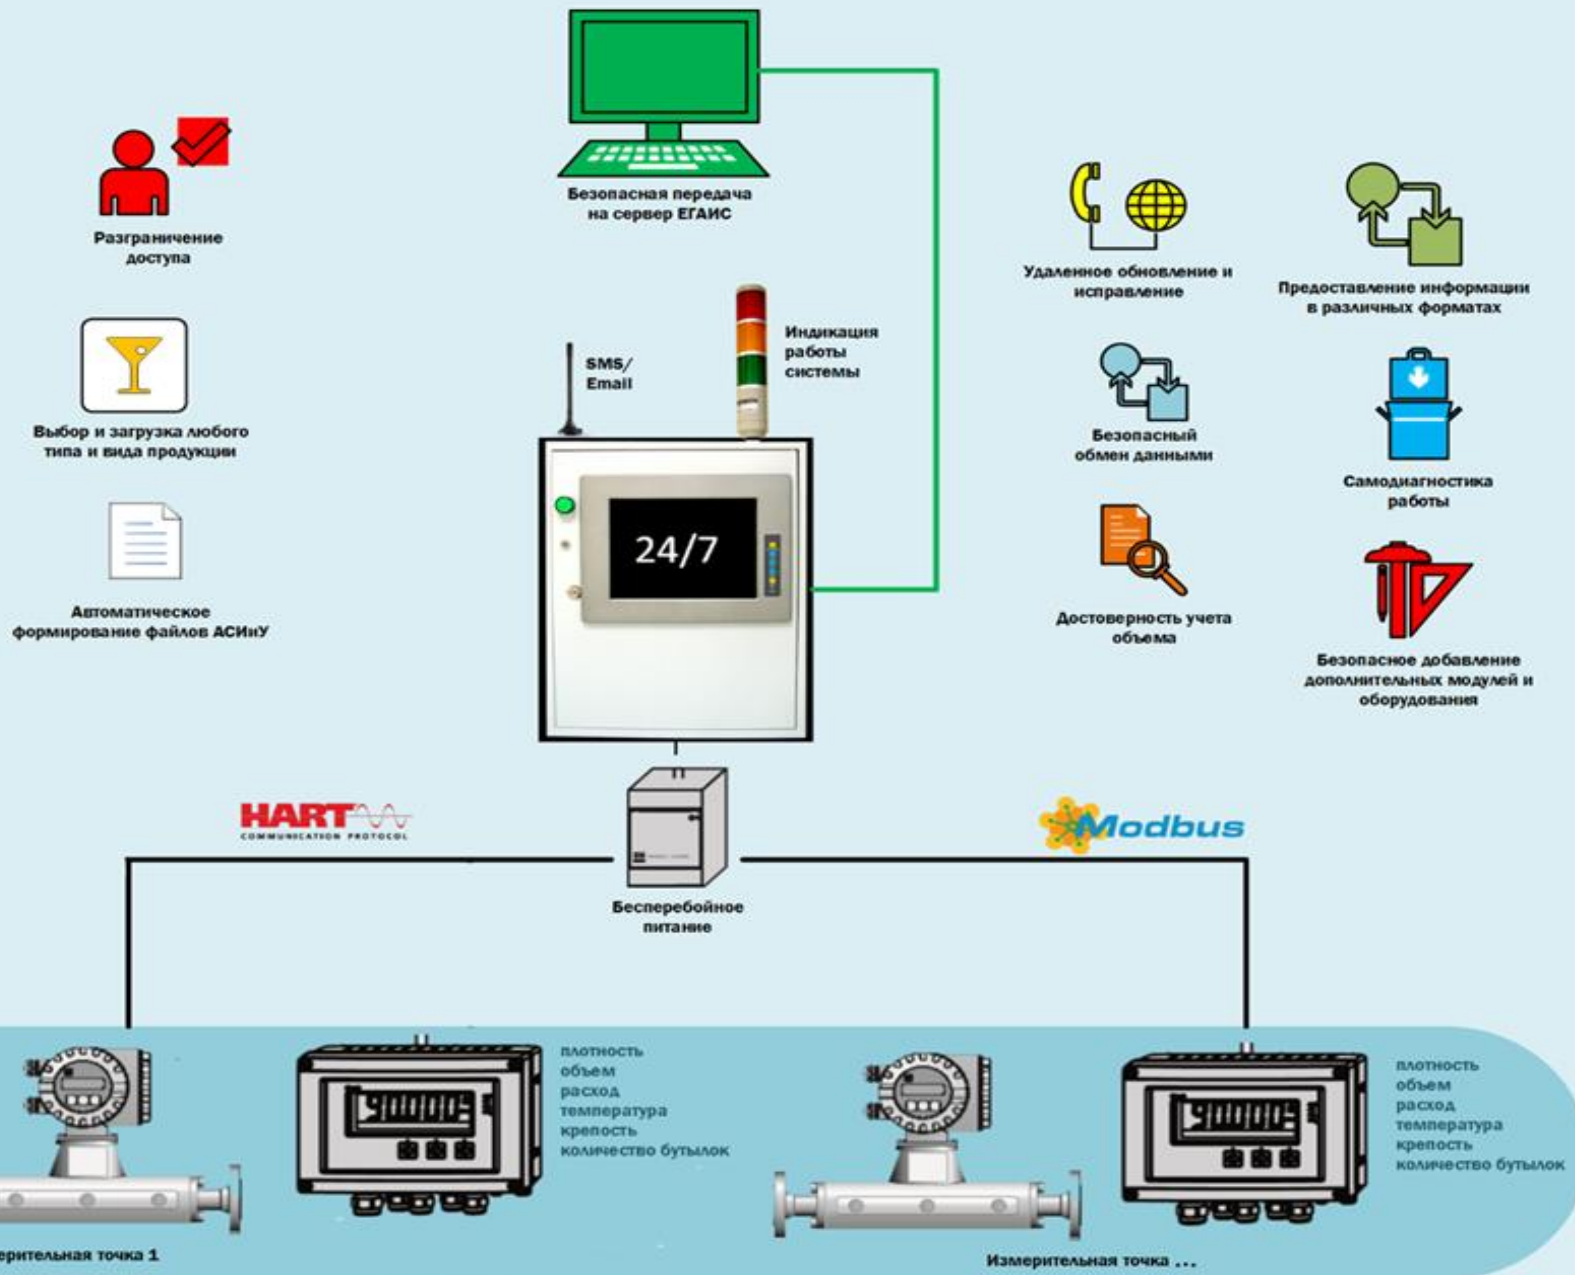 Безопасная передача
на сервер ЕГАИС
Разграничение
доступа
Выбор и загрузка любого
типа и вида продукции
Автоматическое
формирование файлов АСИиУ
SMS/
Email
Индикация
работы
системы
24/7
Удаленное обновление и
исправление
Предоставление информации
в различных форматах
Безопасный
обмен данными
Самодиагностика
работы
Достоверность учета
объема
Безопасное добавление
дополнительных модулей и
оборудования
HART
COMMUNICATION PROTOCOL
Modbus
Бесперебойное
питание
плотность
объем
расход
температура
крепость
количество бутылок
плотность
объем
расход
температура
крепость
количество бутылок
ерительная точка 1
Измерительная точка ...